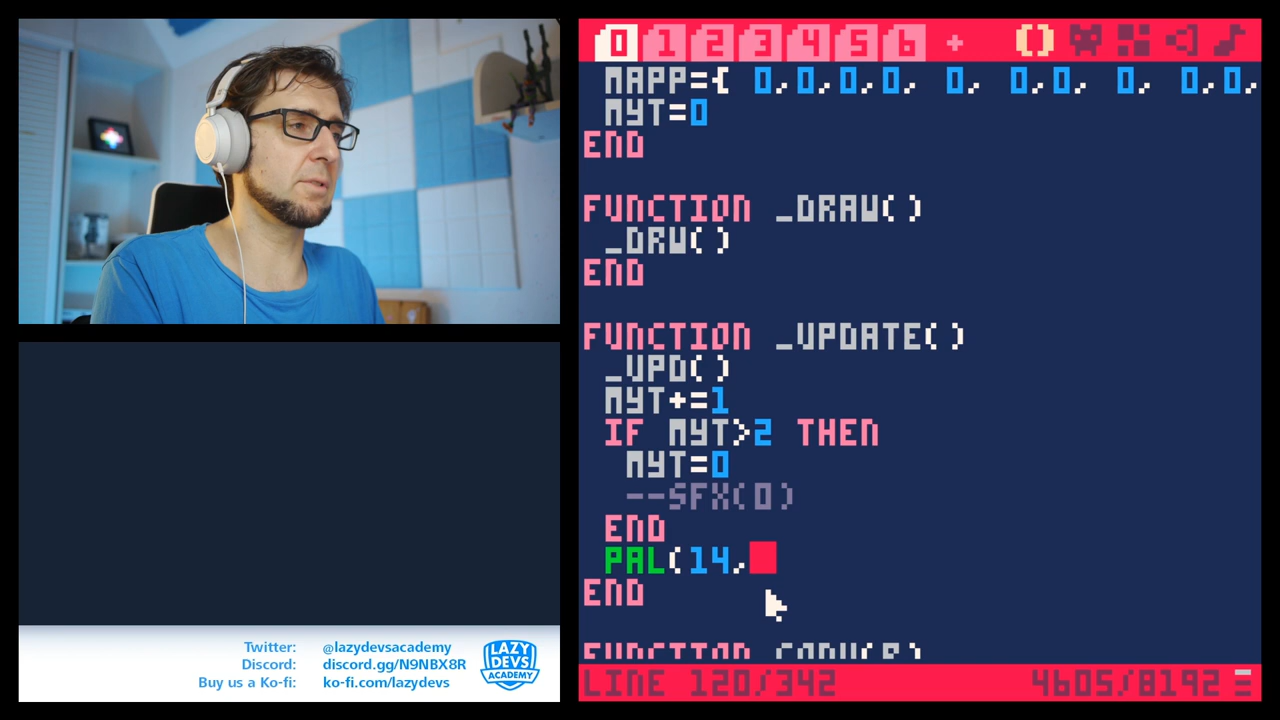 0 1 2 3 4 5 6 +
MAPP={ 0,0,0,0, 0, 0,0, 0, 0,0,
MYT=0
END
FUNCTION _DRAW()
_DRW()
END
FUNCTION _UPDATE()
_UPD()
MYT+=1
IF MYT>2 THEN
MYT=0
--SFX(0)
END
PAL(14,
END
FUNCTION COPY(P)
LINE 120/342 4605/8192
Twitter: @lazydevsacademy
Discord: discord.gg/N9NBX8R
Buy us a Ko-fi: ko-fi.com/lazydevs
LAZY
DEVS
ACADEMY